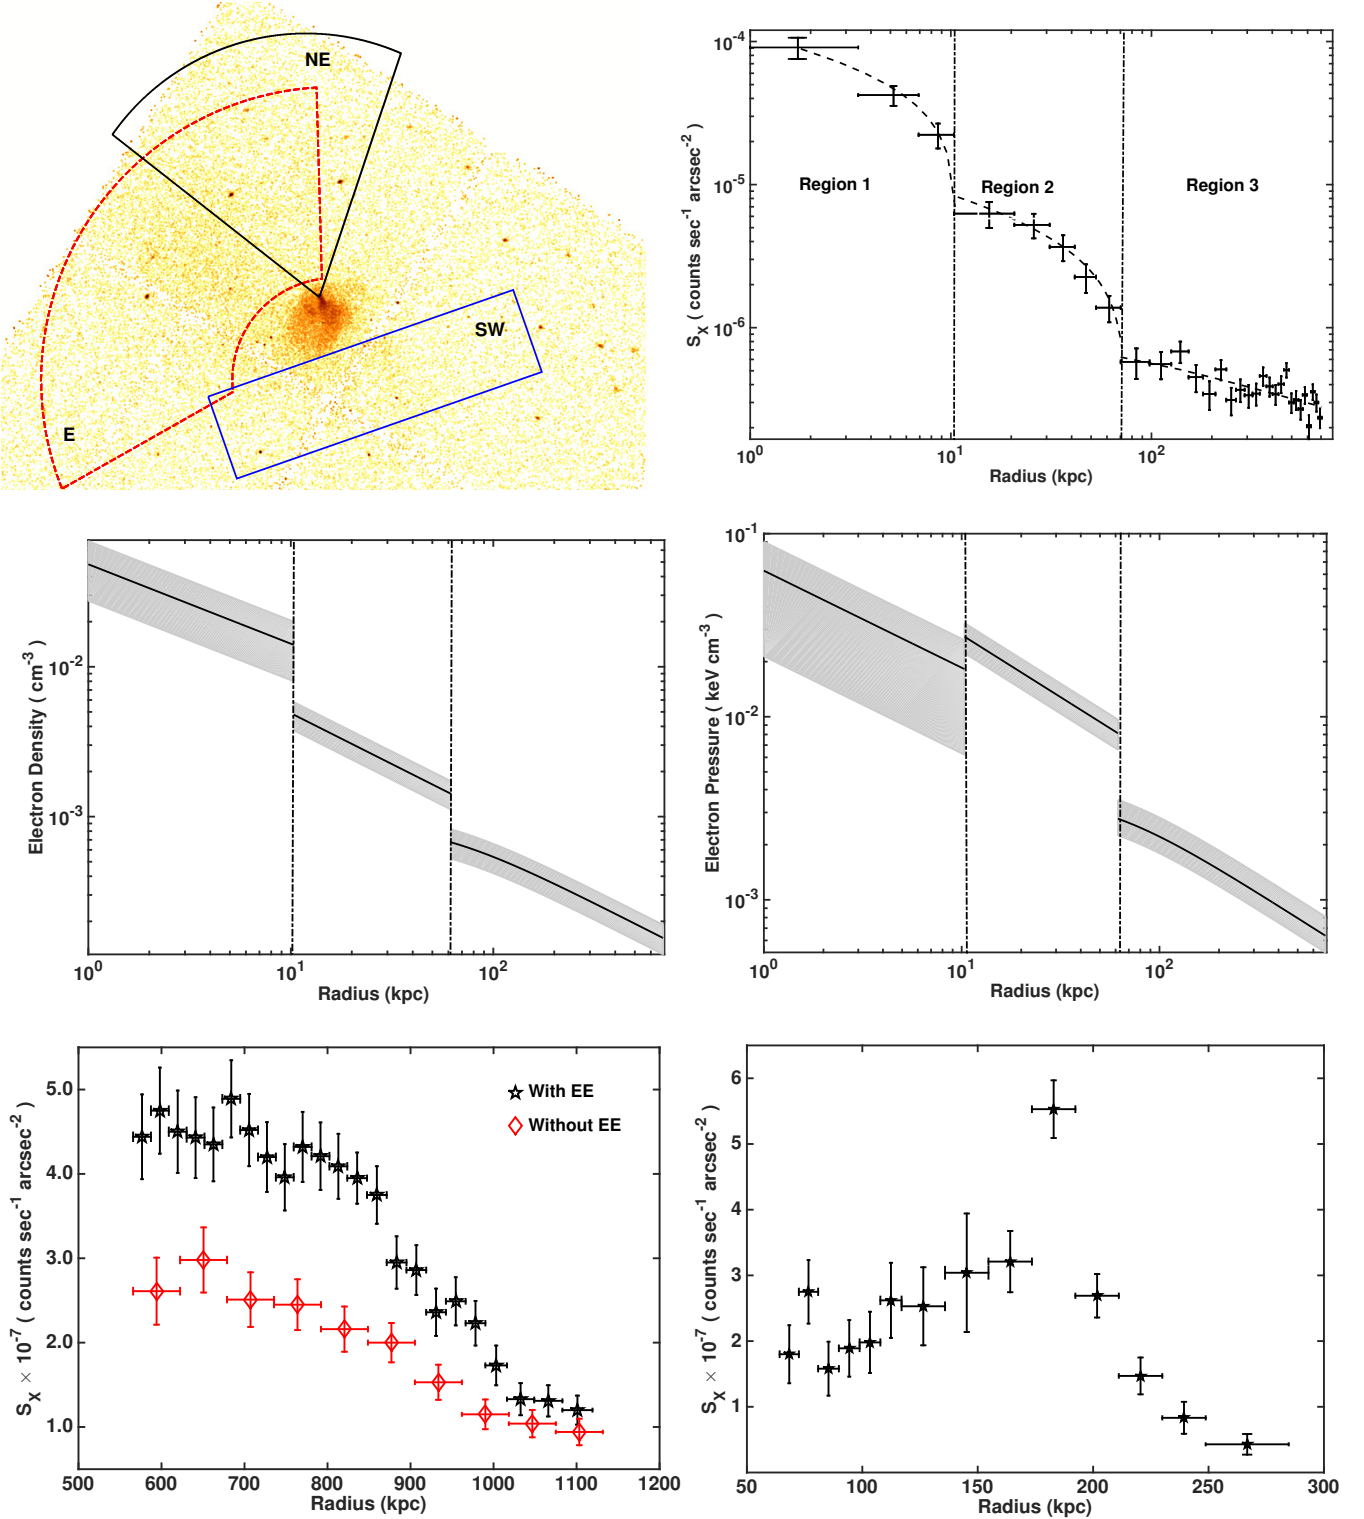 NE
E
SW
S_X ( counts sec^-1 arcsec^-2 )
10^-4
10^-5
10^-6
Region 1
Region 2
Region 3
10^0
10^1
10^2
Radius (kpc)
Electron Density ( cm^-3 )
10^-2
10^-3
10^0
10^1
10^2
Radius (kpc)
Electron Pressure ( keV cm^-3 )
10^-1
10^-2
10^-3
10^0
10^1
10^2
Radius (kpc)
S_X × 10^-7 ( counts sec^-1 arcsec^-2 )
5.0
4.0
3.0
2.0
1.0
With EE
Without EE
500
600
700
800
900
1000
1100
1200
Radius (kpc)
S_X × 10^-7 ( counts sec^-1 arcsec^-2 )
6
5
4
3
2
1
50
100
150
200
250
300
Radius (kpc)